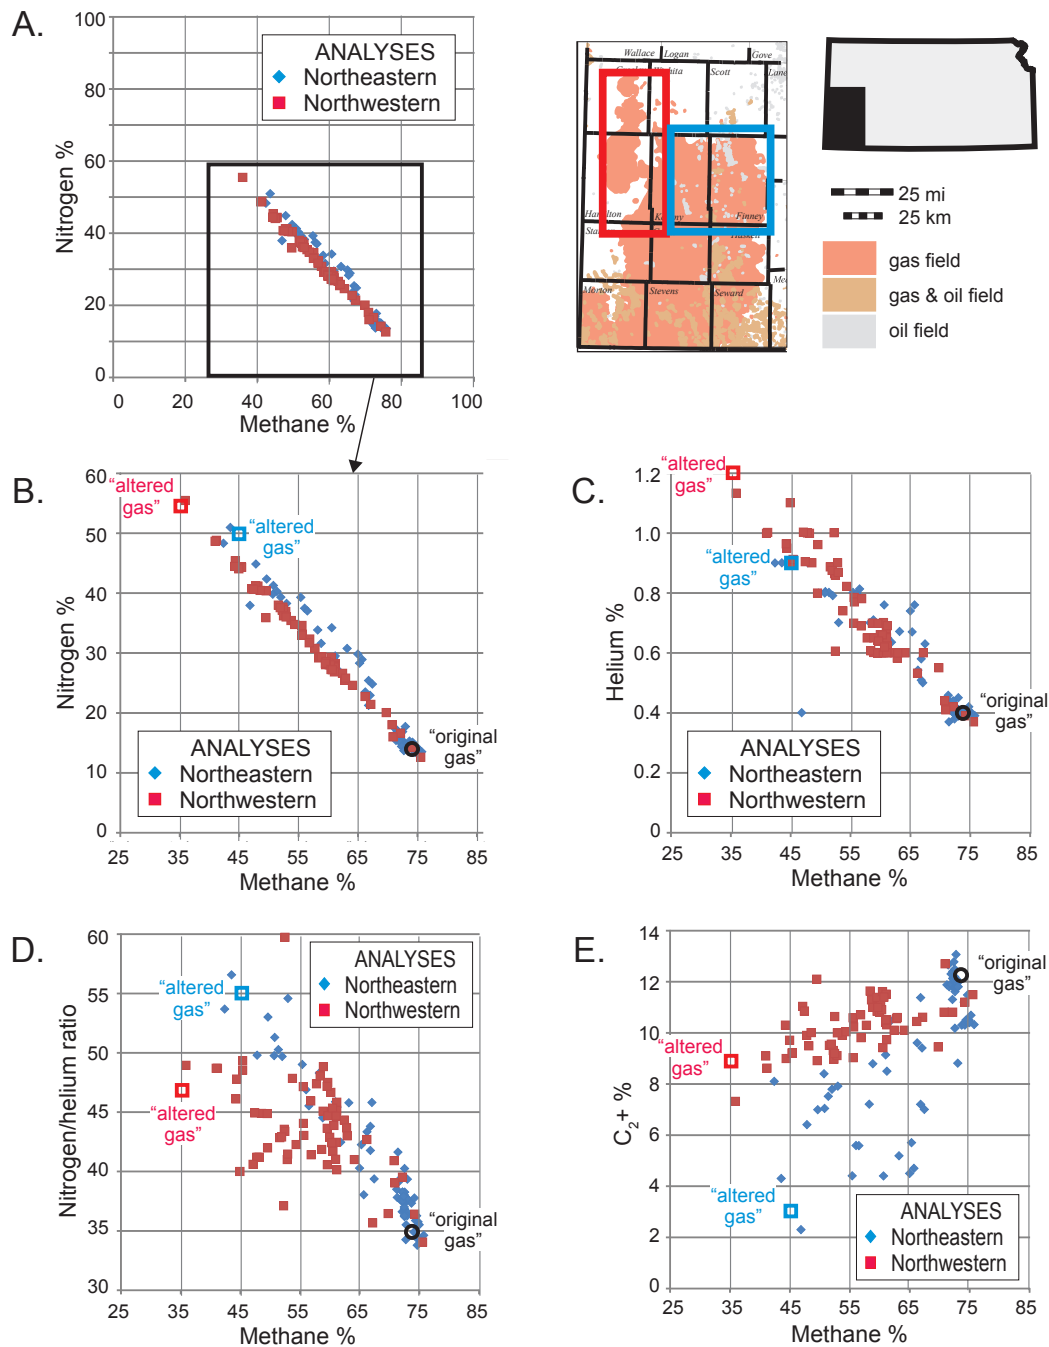 A.
100
80
60
40
20
0
Nitrogen %
0 20 40 60 80 100
Methane %
ANALYSES
Northeastern
Northwestern
Wallace Logan Gove
Wichita Scott Lane
Hamilton Kearny Finney
Haskell
Morton Stevens Seward
25 mi
25 km
gas field
gas & oil field
oil field
B.
60
50
40
30
20
10
0
Nitrogen %
25 35 45 55 65 75 85
Methane %
"altered
gas"
"altered
gas"
"original
gas"
ANALYSES
Northeastern
Northwestern
C.
1.2
1.0
0.8
0.6
0.4
0.2
0
Helium %
25 35 45 55 65 75 85
Methane %
"altered
gas"
"altered
gas"
"original
gas"
ANALYSES
Northeastern
Northwestern
D.
60
55
50
45
40
35
30
Nitrogen/helium ratio
25 35 45 55 65 75 85
Methane %
"altered
gas"
"altered
gas"
"original
gas"
ANALYSES
Northeastern
Northwestern
E.
14
12
10
8
6
4
2
0
C2+ %
25 35 45 55 65 75 85
Methane %
"altered
gas"
"altered
gas"
"original
gas"
ANALYSES
Northeastern
Northwestern